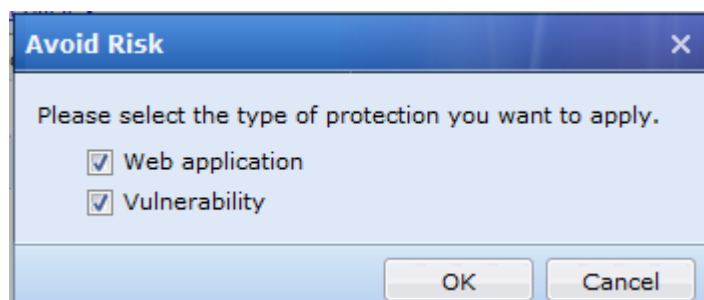 Avoid Risk
Please select the type of protection you want to apply.
Web application
Vulnerability
OK Cancel